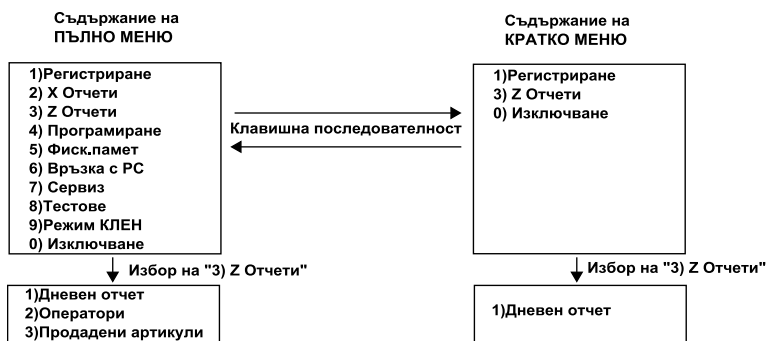 Съдържание на
ПЪЛНО МЕНЮ
1)Регистриране
2) X Отчети
3) Z Отчети
4) Програмиране
5) Фиск.памет
6) Връзка с PC
7) Сервиз
8)Тестове
9)Режим КЛЕН
0) Изключване
Клавишна последователност
Съдържание на
КРАТКО МЕНЮ
1)Регистриране
3) Z Отчети
0) Изключване
Избор на "3) Z Отчети"
1)Дневен отчет
2)Оператори
3)Продадени артикули
Избор на "3) Z Отчети"
1)Дневен отчет